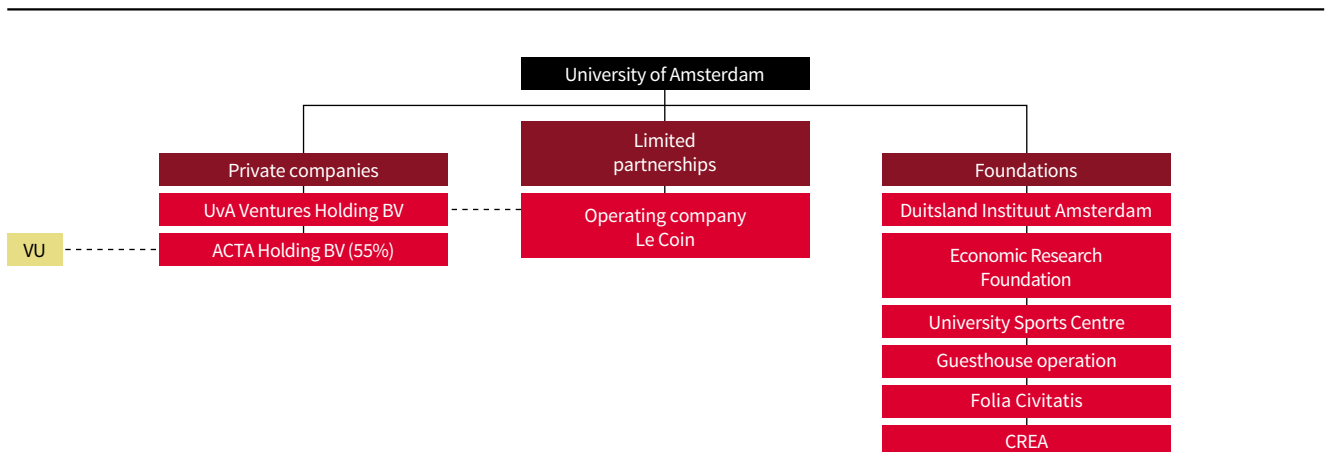 University of Amsterdam
Private companies
UvA Ventures Holding BV
VU
ACTA Holding BV (55%)
Limited
partnerships
Operating company
Le Coin
Foundations
Duitsland Instituut Amsterdam
Economic Research
Foundation
University Sports Centre
Guesthouse operation
Folia Civitatis
CREA